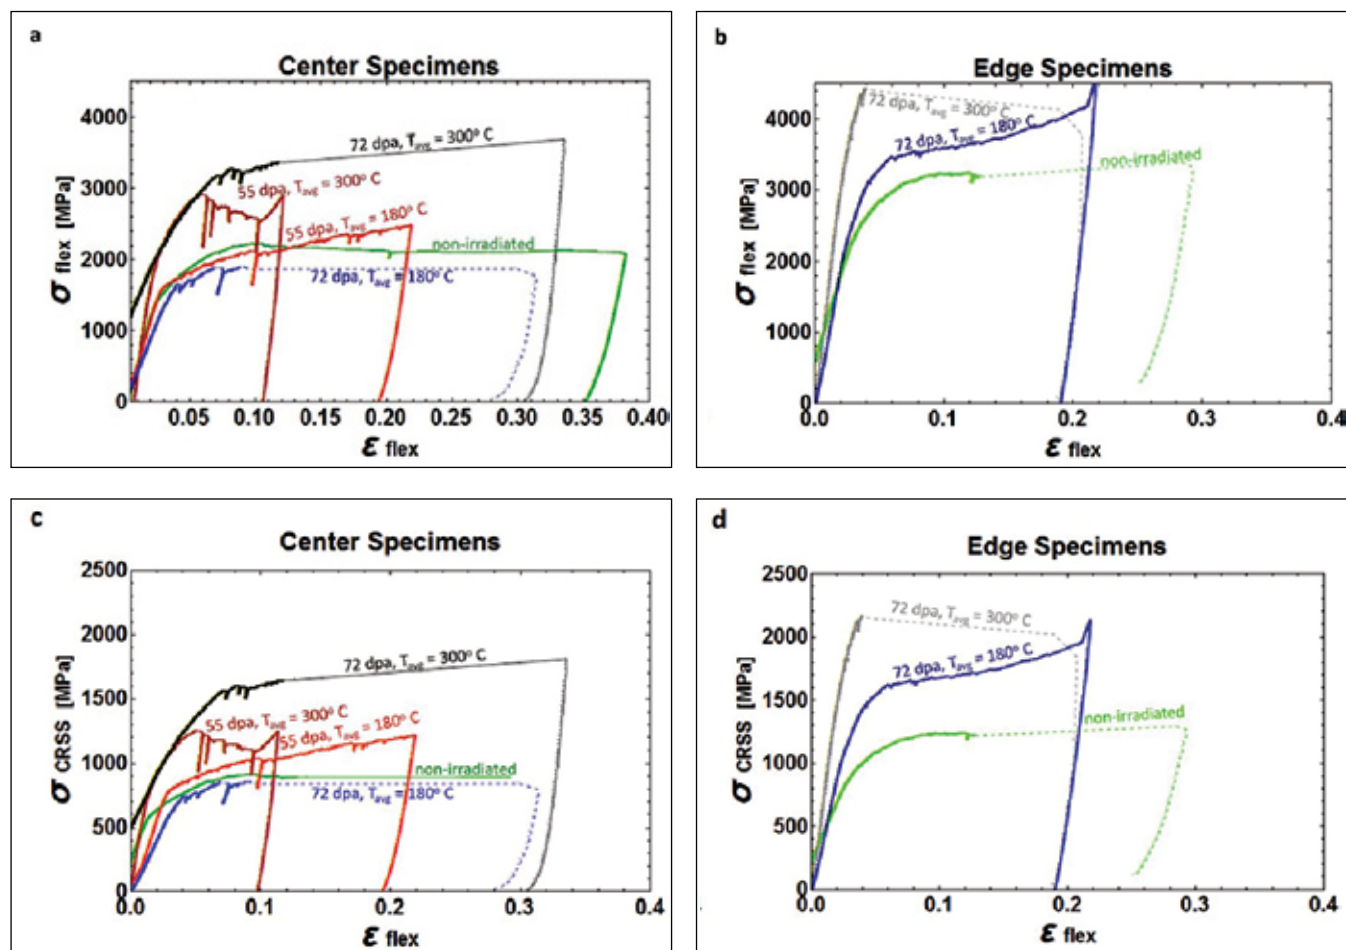 a
Center Specimens
σ flex [MPa]
4000
3000
2000
1000
0
72 dpa, Tavg = 300° C
55 dpa, Tavg = 300° C
55 dpa, Tavg = 180° C
non-irradiated
72 dpa, Tavg = 180° C
0.00 0.05 0.10 0.15 0.20 0.25 0.30 0.35 0.40
ε flex
b
Edge Specimens
σ flex [MPa]
4000
3000
2000
1000
0
72 dpa, Tavg = 300° C
72 dpa, Tavg = 180° C
non-irradiated
0.0 0.1 0.2 0.3 0.4
ε flex
c
Center Specimens
σ CRSS [MPa]
2500
2000
1500
1000
500
0
72 dpa, Tavg = 300° C
55 dpa, Tavg = 300° C
55 dpa, Tavg = 180° C
non-irradiated
72 dpa, Tavg = 180° C
0.0 0.1 0.2 0.3 0.4
ε flex
d
Edge Specimens
σ CRSS [MPa]
2500
2000
1500
1000
500
0
72 dpa, Tavg = 300° C
72 dpa, Tavg = 180° C
non-irradiated
0.0 0.1 0.2 0.3 0.4
ε flex